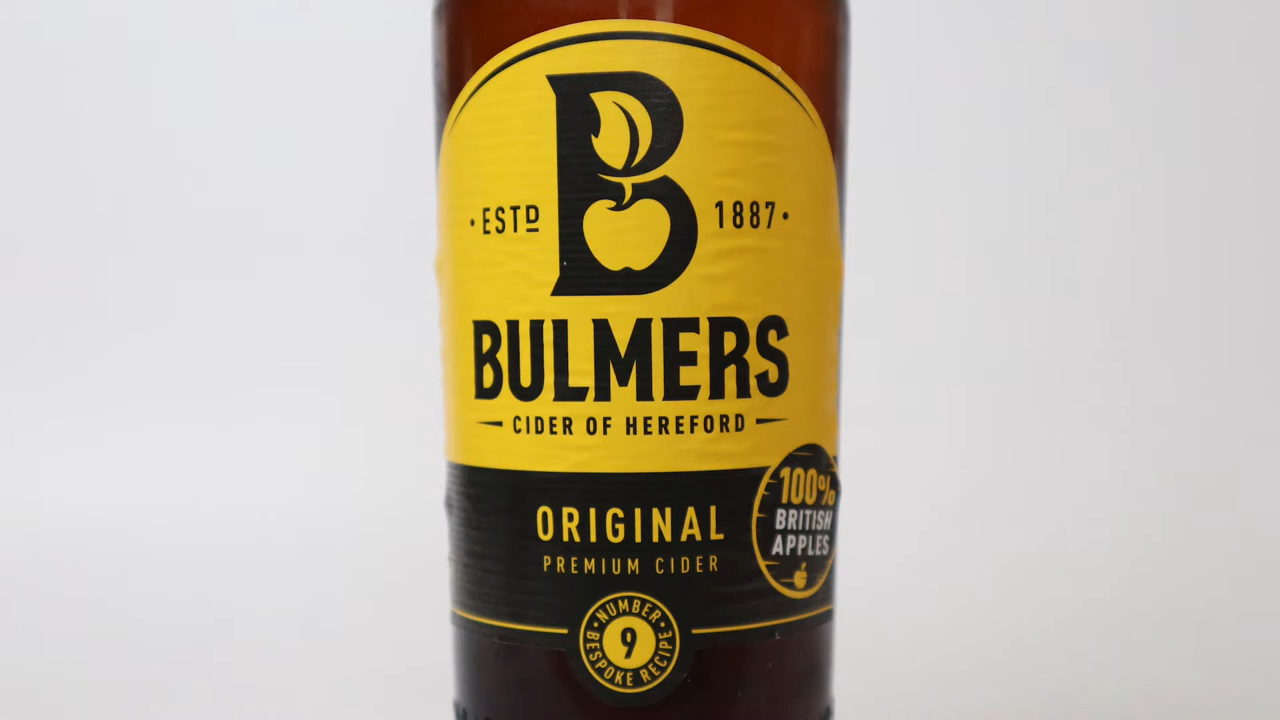 B
· ESTD 1887 ·
BULMERS
CIDER OF HEREFORD
ORIGINAL
PREMIUM CIDER
100%
BRITISH
APPLES
· NUMBER ·
9
BESPOKE RECIPE